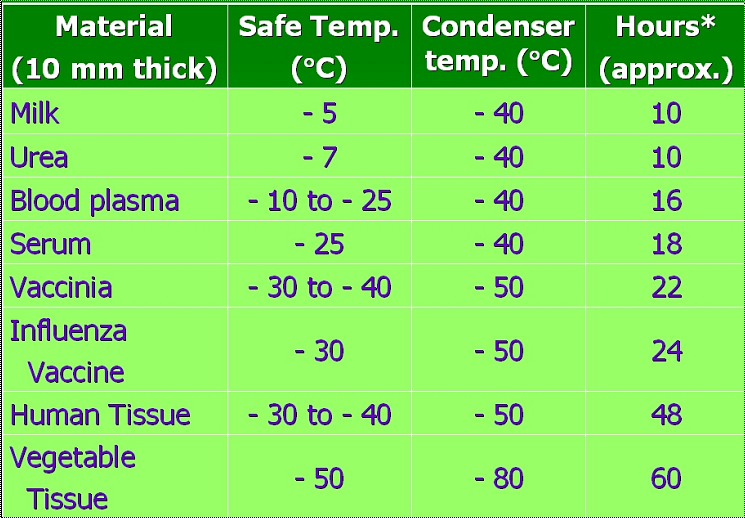 Material (10 mm thick) Safe Temp. (°C) Condenser temp. (°C) Hours* (approx.)
Milk - 5 - 40 10
Urea - 7 - 40 10
Blood plasma - 10 to - 25 - 40 16
Serum - 25 - 40 18
Vaccinia - 30 to - 40 - 50 22
Influenza Vaccine - 30 - 50 24
Human Tissue - 30 to - 40 - 50 48
Vegetable Tissue - 50 - 80 60